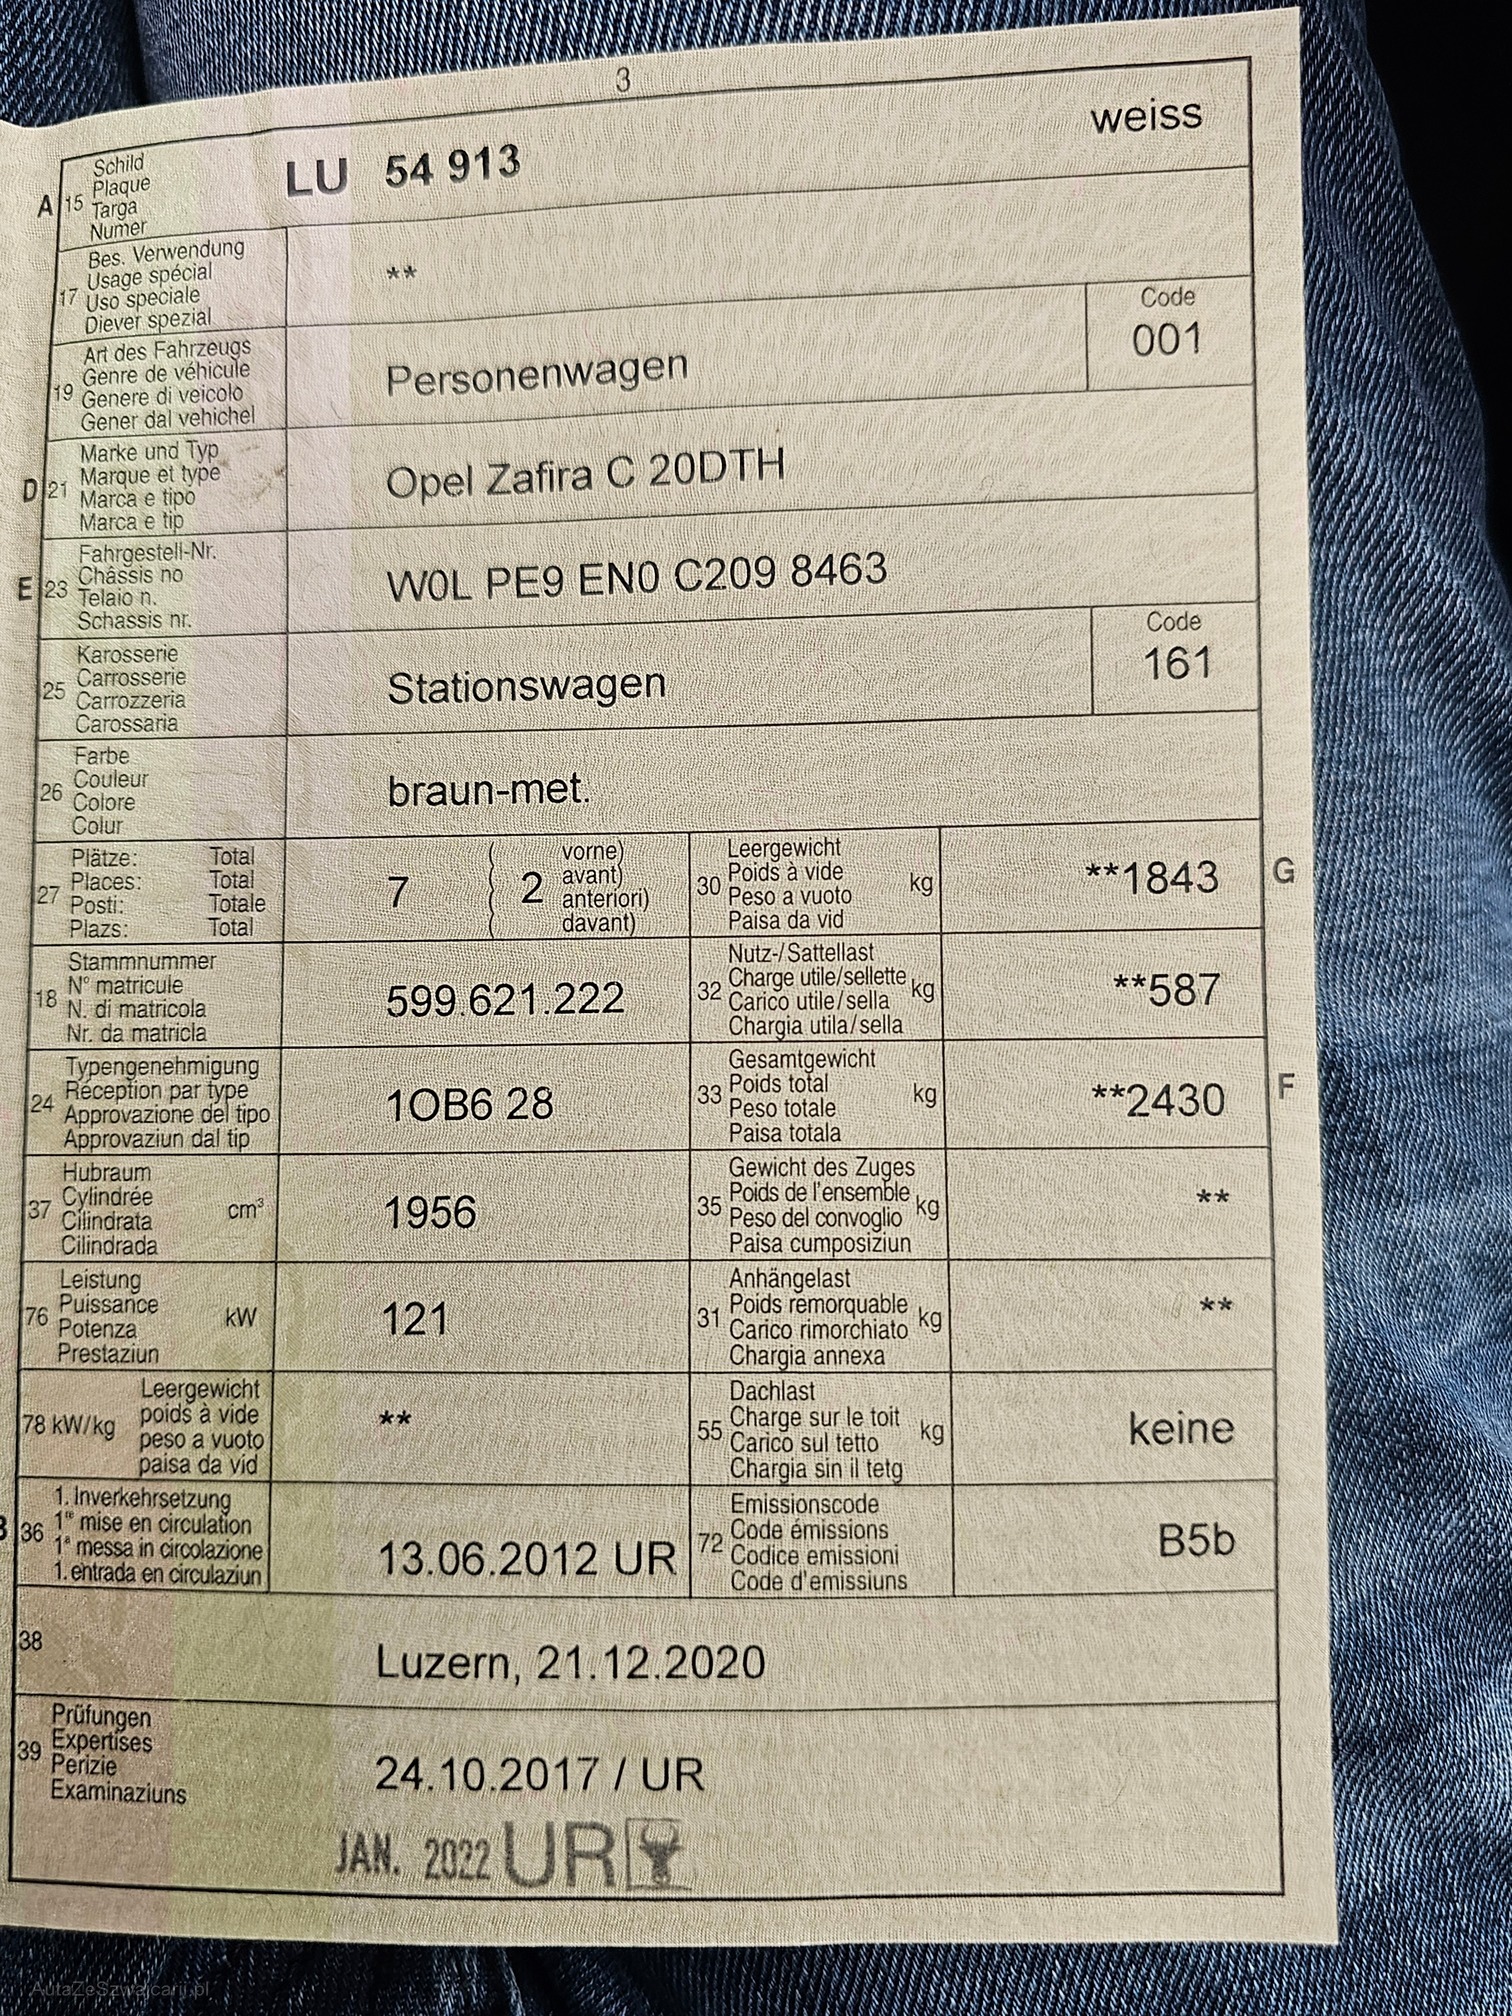 3
A 15 Schild LU 54 913 weiss
Plaque
Targa
Numer
17 Bes. Verwendung **
Usage spécial
Uso speciale
Diever spezial
19 Art des Fahrzeugs Personenwagen Code 001
Genre de véhicule
Genere di veicolo
Gener dal vehichel
D 21 Marke und Typ Opel Zafira C 20DTH
Marque et type
Marca e tipo
Marca e tip
E 23 Fahrgestell-Nr. W0L PE9 EN0 C209 8463
Châssis no
Telaio n.
Schassis nr.
25 Karosserie Stationswagen Code 161
Carrosserie
Carrozzeria
Carossaria
26 Farbe braun-met.
Couleur
Colore
Colur
27 Plätze: Total 7 ( 2 vorne)
Places: Total ( avant)
Posti: Totale ( anteriori)
Plazs: Total ( davant)
30 Leergewicht kg **1843 G
Poids à vide
Peso a vuoto
Paisa da vid
18 Stammnummer 599.621.222
N° matricule
N. di matricola
Nr. da matricla
32 Nutz-/Sattellast kg **587
Charge utile/sellette
Carico utile/sella
Chargia utila/sella
24 Typengenehmigung 1OB6 28
Réception par type
Approvazione del tipo
Approvaziun dal tip
33 Gesamtgewicht kg **2430 F
Poids total
Peso totale
Paisa totala
37 Hubraum cm³ 1956
Cylindrée
Cilindrata
Cilindrada
35 Gewicht des Zuges kg **
Poids de l'ensemble
Peso del convoglio
Paisa cumposiziun
76 Leistung kW 121
Puissance
Potenza
Prestaziun
31 Anhängelast kg **
Poids remorquable
Carico rimorchiato
Chargia annexa
78 kW/kg Leergewicht **
poids à vide
peso a vuoto
paisa da vid
55 Dachlast kg keine
Charge sur le toit
Carico sul tetto
Chargia sin il tetg
B 36 1. Inverkehrsetzung 13.06.2012 UR
1re mise en circulation
1a messa in circolazione
1. entrada en circulaziun
72 Emissionscode B5b
Code émissions
Codice emissioni
Code d'emissiuns
38 Luzern, 21.12.2020
39 Prüfungen 24.10.2017 / UR
Expertises
Perizie
Examinaziuns
JAN. 2022 UR
AutaZeSzwajcarii.pl